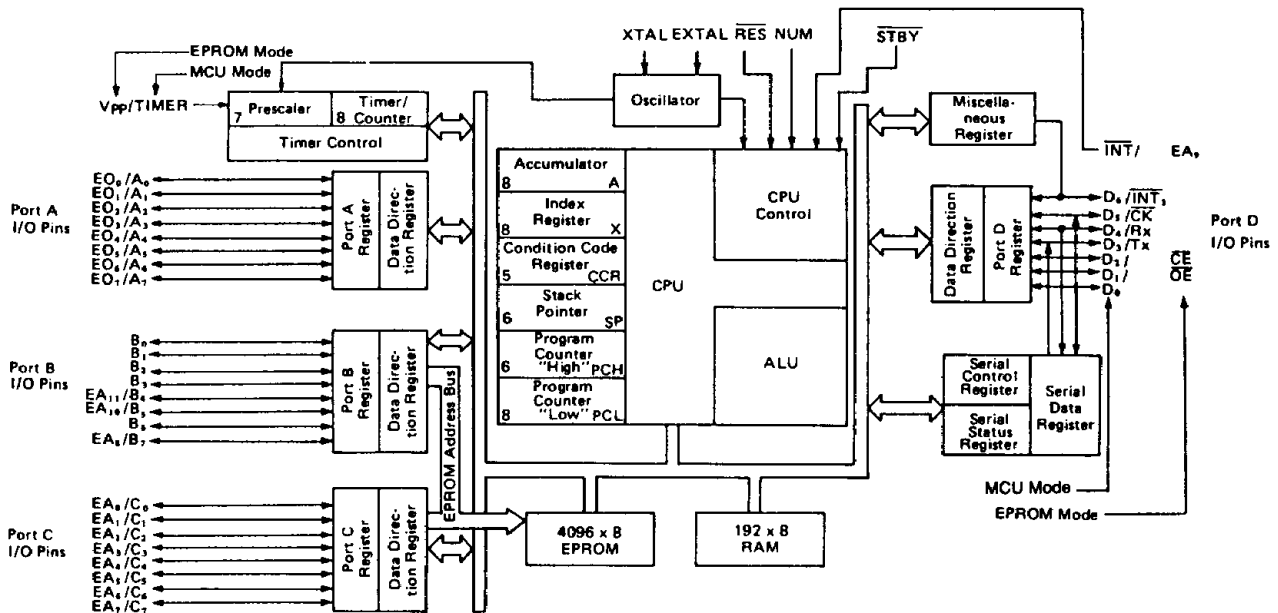 EPROM Mode
MCU Mode
Vpp/TIMER
Prescaler
7
Timer/
Counter
8
Timer Control
XTAL EXTAL RES NUM
STBY
Oscillator
Miscellaneous
Register
INT/ EA₉
Port A
I/O Pins
EO₀/A₀
EO₁/A₁
EO₂/A₂
EO₃/A₃
EO₄/A₄
EO₅/A₅
EO₆/A₆
EO₇/A₇
Port A
Register
Data Direc-
tion Register
Accumulator
8 A
Index
Register
8 X
Condition Code
Register
5 CCR
Stack
Pointer
6 SP
Program
Counter
6 "High" PCH
Program
Counter
8 "Low" PCL
CPU
CPU
Control
ALU
Data Direction
Register
Port D
Register
D₆/INT₂
D₅/CK
D₄/Rx
D₃/Tx
D₂/
D₁/
D₀
CE
OE
Port D
I/O Pins
Port B
I/O Pins
B₀
B₁
B₂
B₃
EA₁₁/B₄
EA₁₀/B₅
B₆
EA₈/B₇
Port B
Register
Data Direc-
tion Register
EPROM Address Bus
Serial
Control
Register
Serial
Status
Register
Serial
Data
Register
MCU Mode
EPROM Mode
Port C
I/O Pins
EA₀/C₀
EA₁/C₁
EA₂/C₂
EA₃/C₃
EA₄/C₄
EA₅/C₅
EA₆/C₆
EA₇/C₇
Port C
Register
Data Direc-
tion Register
4096 x 8
EPROM
192 x 8
RAM